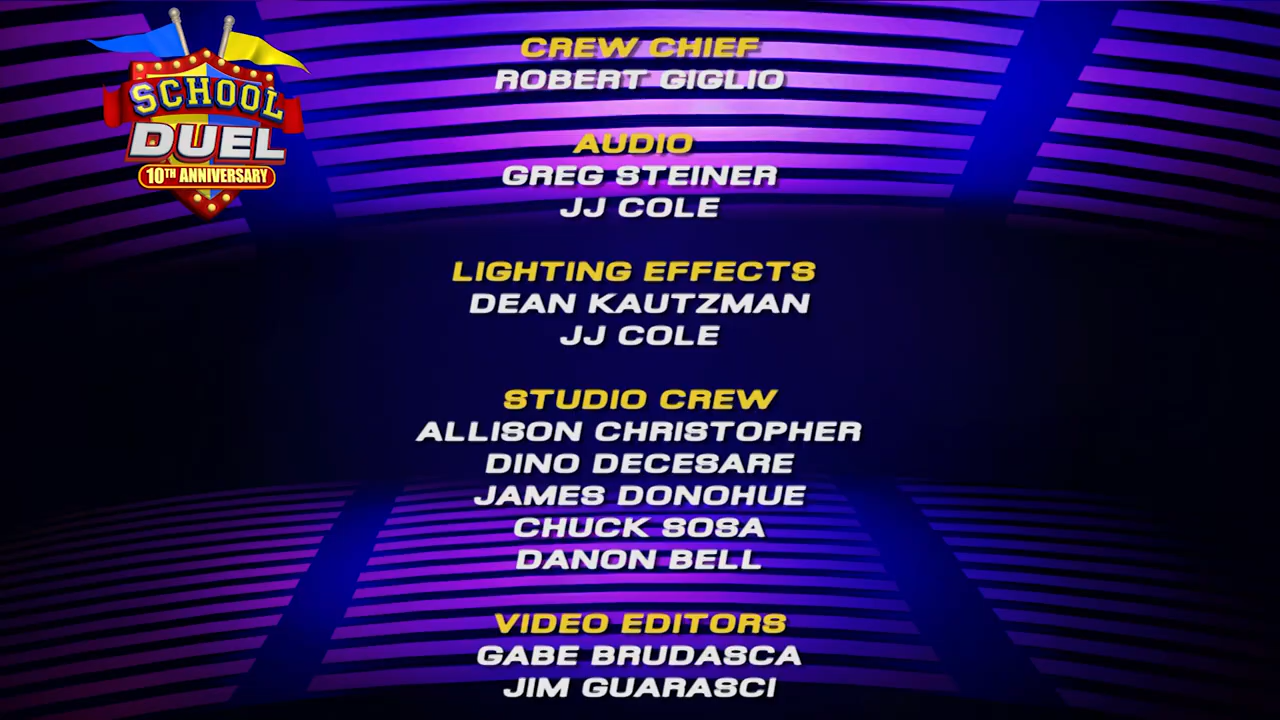 SCHOOL
DUEL
10TH ANNIVERSARY
CREW CHIEF
ROBERT GIGLIO
AUDIO
GREG STEINER
JJ COLE
LIGHTING EFFECTS
DEAN KAUTZMAN
JJ COLE
STUDIO CREW
ALLISON CHRISTOPHER
DINO DECESARE
JAMES DONOHUE
CHUCK SOSA
DANON BELL
VIDEO EDITORS
GABE BRUDASCA
JIM GUARASCI